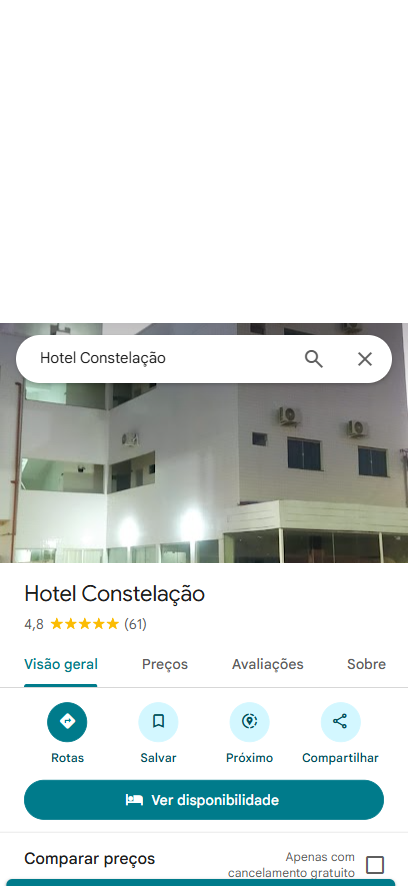 Hotel Constelação
Hotel Constelação
4,8 ★★★★★ (61)
Visão geral Preços Avaliações Sobre
Rotas Salvar Próximo Compartilhar
Ver disponibilidade
Comparar preços
Apenas com
cancelamento gratuito